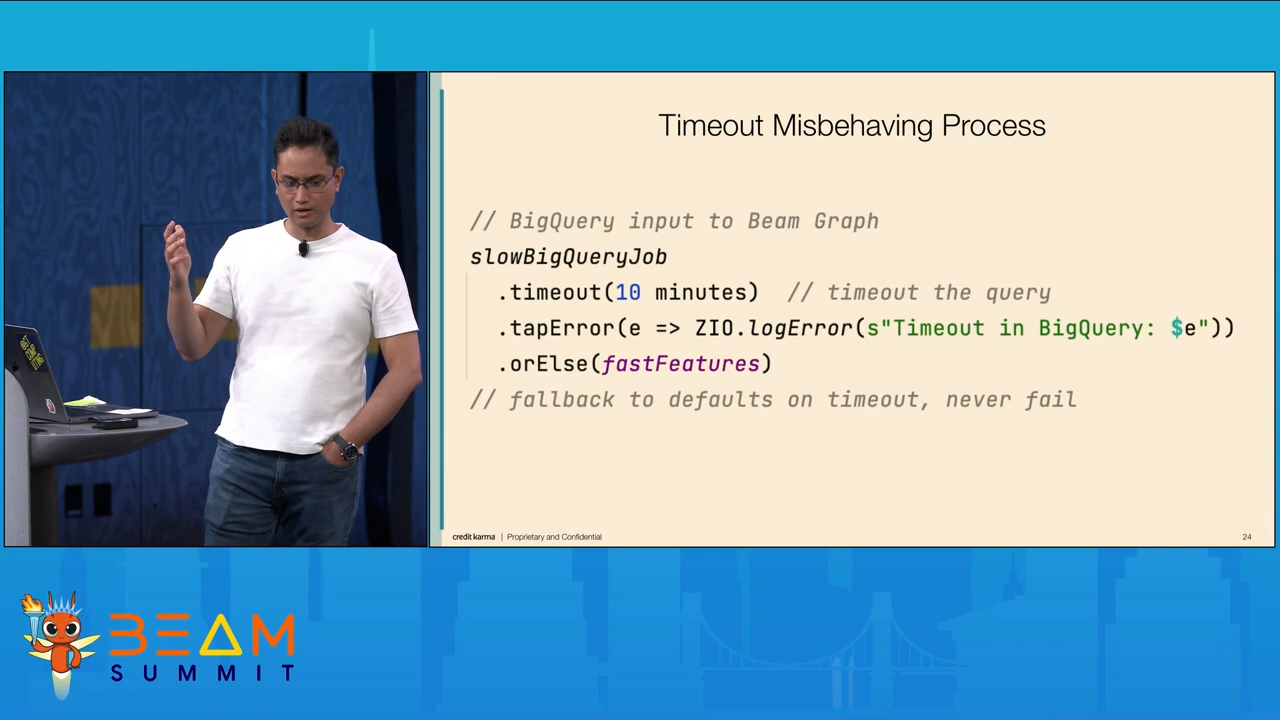 Timeout Misbehaving Process
// BigQuery input to Beam Graph
slowBigQueryJob
.timeout(10 minutes)  // timeout the query
.tapError(e => ZIO.logError(s"Timeout in BigQuery: $e"))
.orElse(fastFeatures)
// fallback to defaults on timeout, never fail
credit karma | Proprietary and Confidential
24
BEAM
SUMMIT